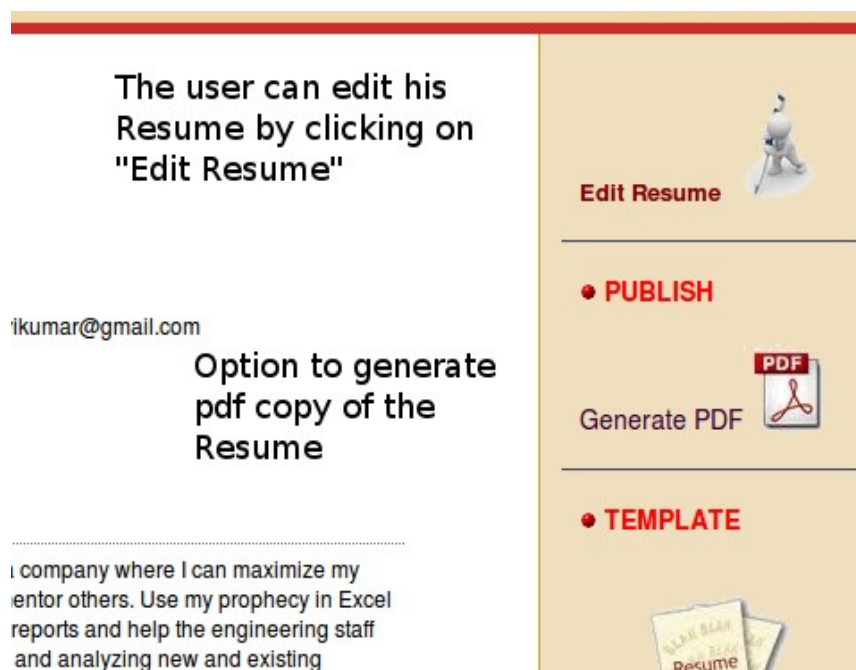 The user can edit his
Resume by clicking on
"Edit Resume"
Edit Resume
PUBLISH
ikumar@gmail.com
Option to generate
pdf copy of the
Resume
PDF
Generate PDF
TEMPLATE
company where I can maximize my
entor others. Use my prophecy in Excel
reports and help the engineering staff
and analyzing new and existing
BLAH BLAH
Resume